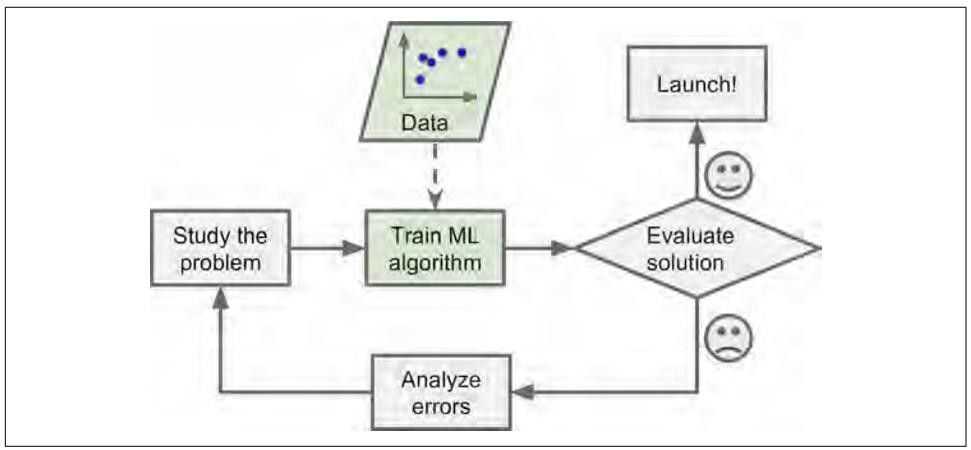 Data
Launch!
Study the
problem
Train ML
algorithm
Evaluate
solution
Analyze
errors